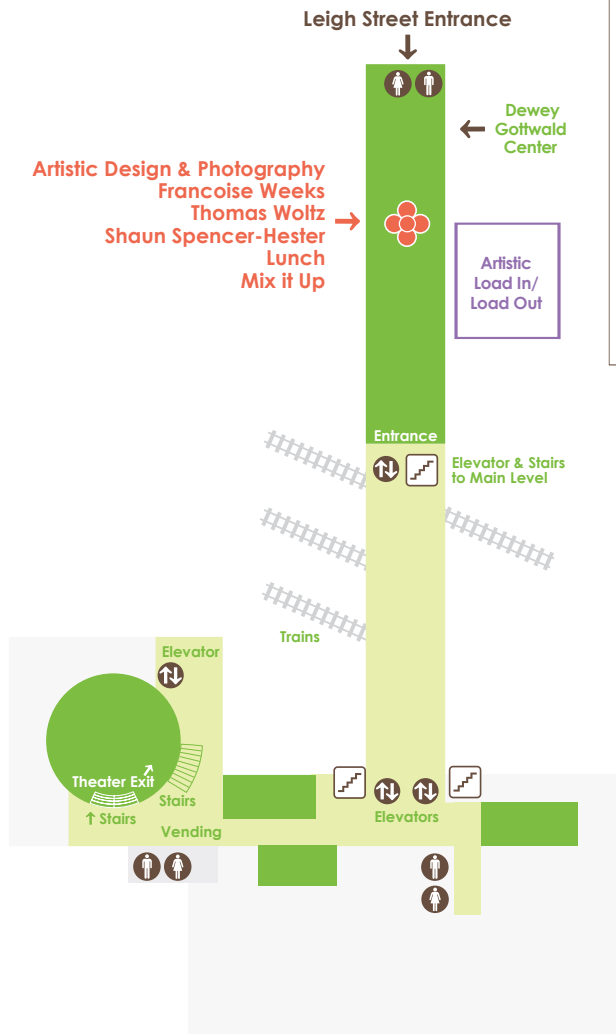 Leigh Street Entrance
Dewey
Gottwald
Center
Artistic Design & Photography
Francoise Weeks
Thomas Woltz
Shaun Spencer-Hester
Lunch
Mix it Up
Artistic
Load In/
Load Out
Entrance
Elevator & Stairs
to Main Level
Trains
Elevator
Theater Exit
Stairs
Stairs
Vending
Elevators